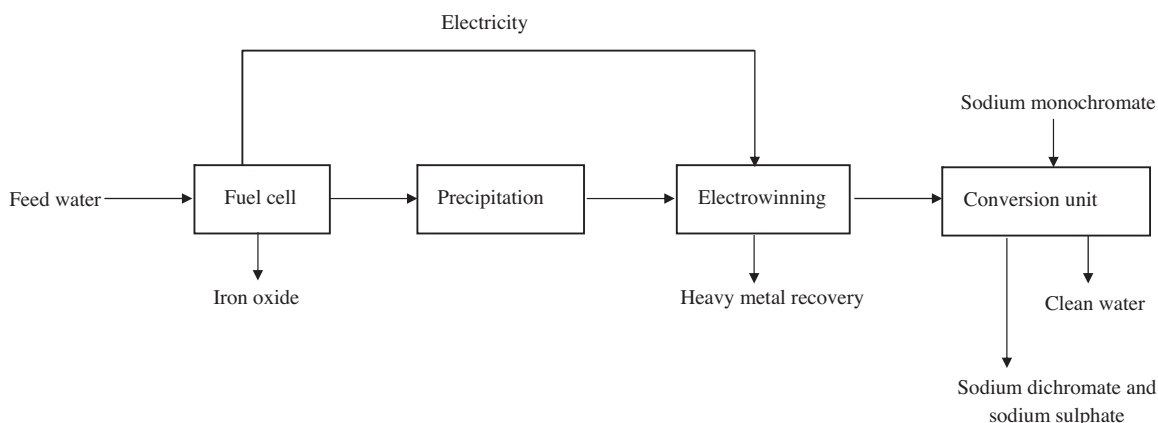 Electricity
Sodium monochromate
Feed water
Fuel cell
Precipitation
Electrowinning
Conversion unit
Iron oxide
Heavy metal recovery
Clean water
Sodium dichromate and
sodium sulphate